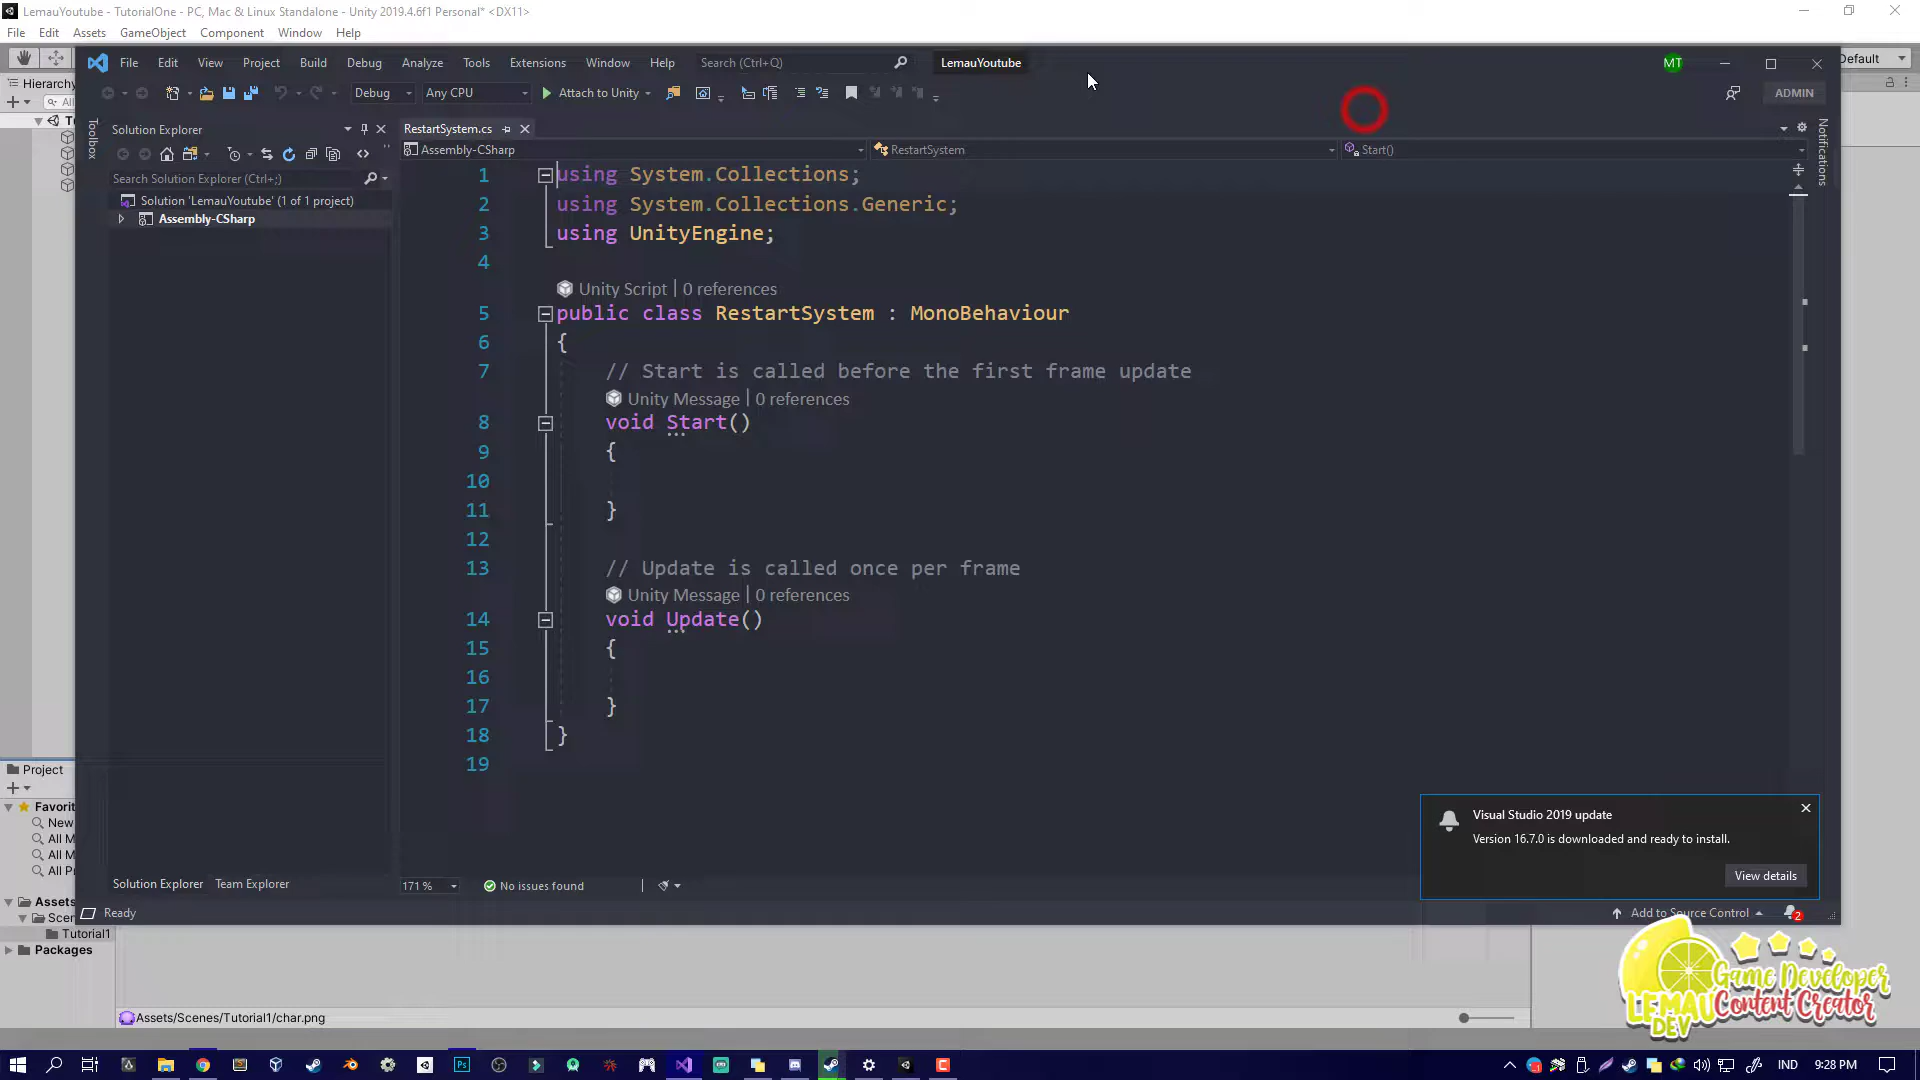 LemauYoutube - TutorialOne - PC, Mac & Linux Standalone - Unity 2019.4.6f1 Personal* <DX11>
File Edit Assets GameObject Component Window Help
File Edit View Project Build Debug Analyze Tools Extensions Window Help Search (Ctrl+Q) LemauYoutube MT
Default
Hierarchy
Debug Any CPU Attach to Unity ADMIN
Toolbox
Solution Explorer
RestartSystem.cs
Notifications
Assembly-CSharp RestartSystem Start()
Search Solution Explorer (Ctrl+;)
Solution 'LemauYoutube' (1 of 1 project)
Assembly-CSharp
1 using System.Collections;
2 using System.Collections.Generic;
3 using UnityEngine;
4
Unity Script | 0 references
5 public class RestartSystem : MonoBehaviour
6 {
7 // Start is called before the first frame update
Unity Message | 0 references
8 void Start()
9 {
10
11 }
12
13 // Update is called once per frame
Unity Message | 0 references
14 void Update()
15 {
16
17 }
18 }
19
Project
Favorit
New
All M
All M
All P
Assets
Scen
Tutorial1
Packages
Visual Studio 2019 update
Version 16.7.0 is downloaded and ready to install.
View details
Solution Explorer Team Explorer
171 % No issues found
Ready
Add to Source Control 2
Assets/Scenes/Tutorial1/char.png
LEMAU DEV
Game Developer
Content Creator
IND 9:28 PM